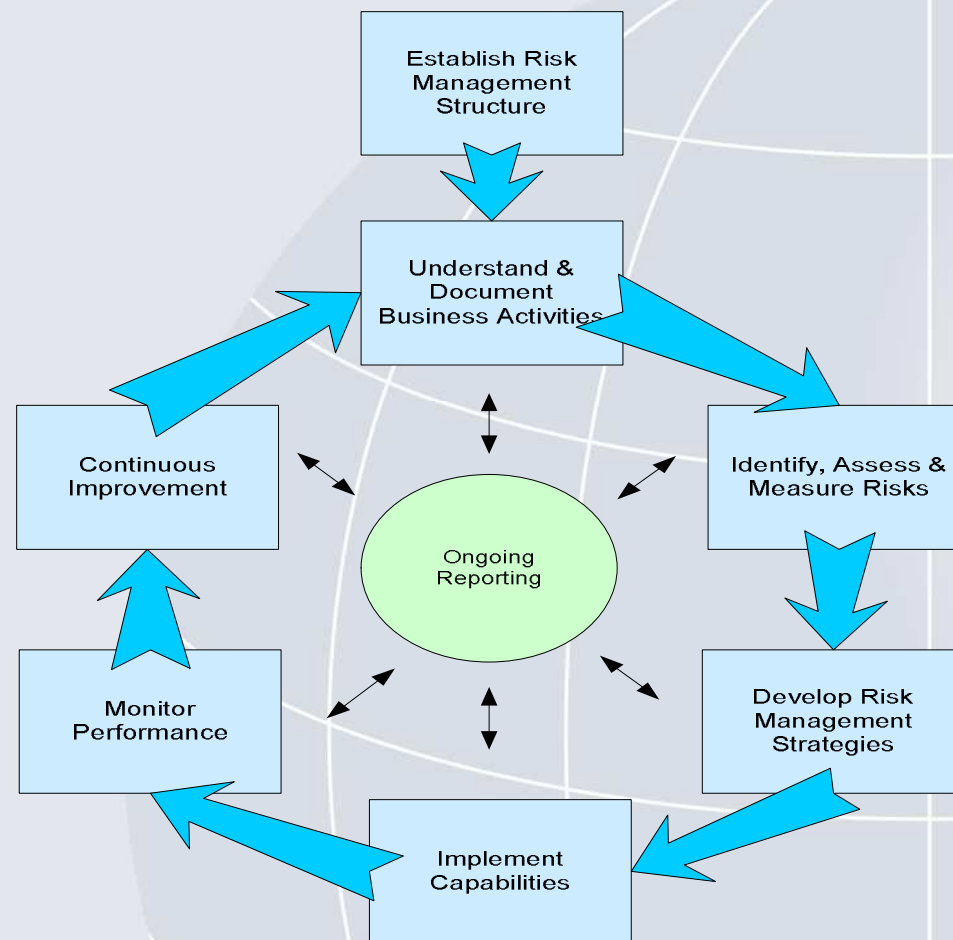 Establish Risk
Management
Structure
Understand &
Document
Business Activities
Continuous
Improvement
Identify, Assess &
Measure Risks
Ongoing
Reporting
Monitor
Performance
Develop Risk
Management
Strategies
Implement
Capabilities